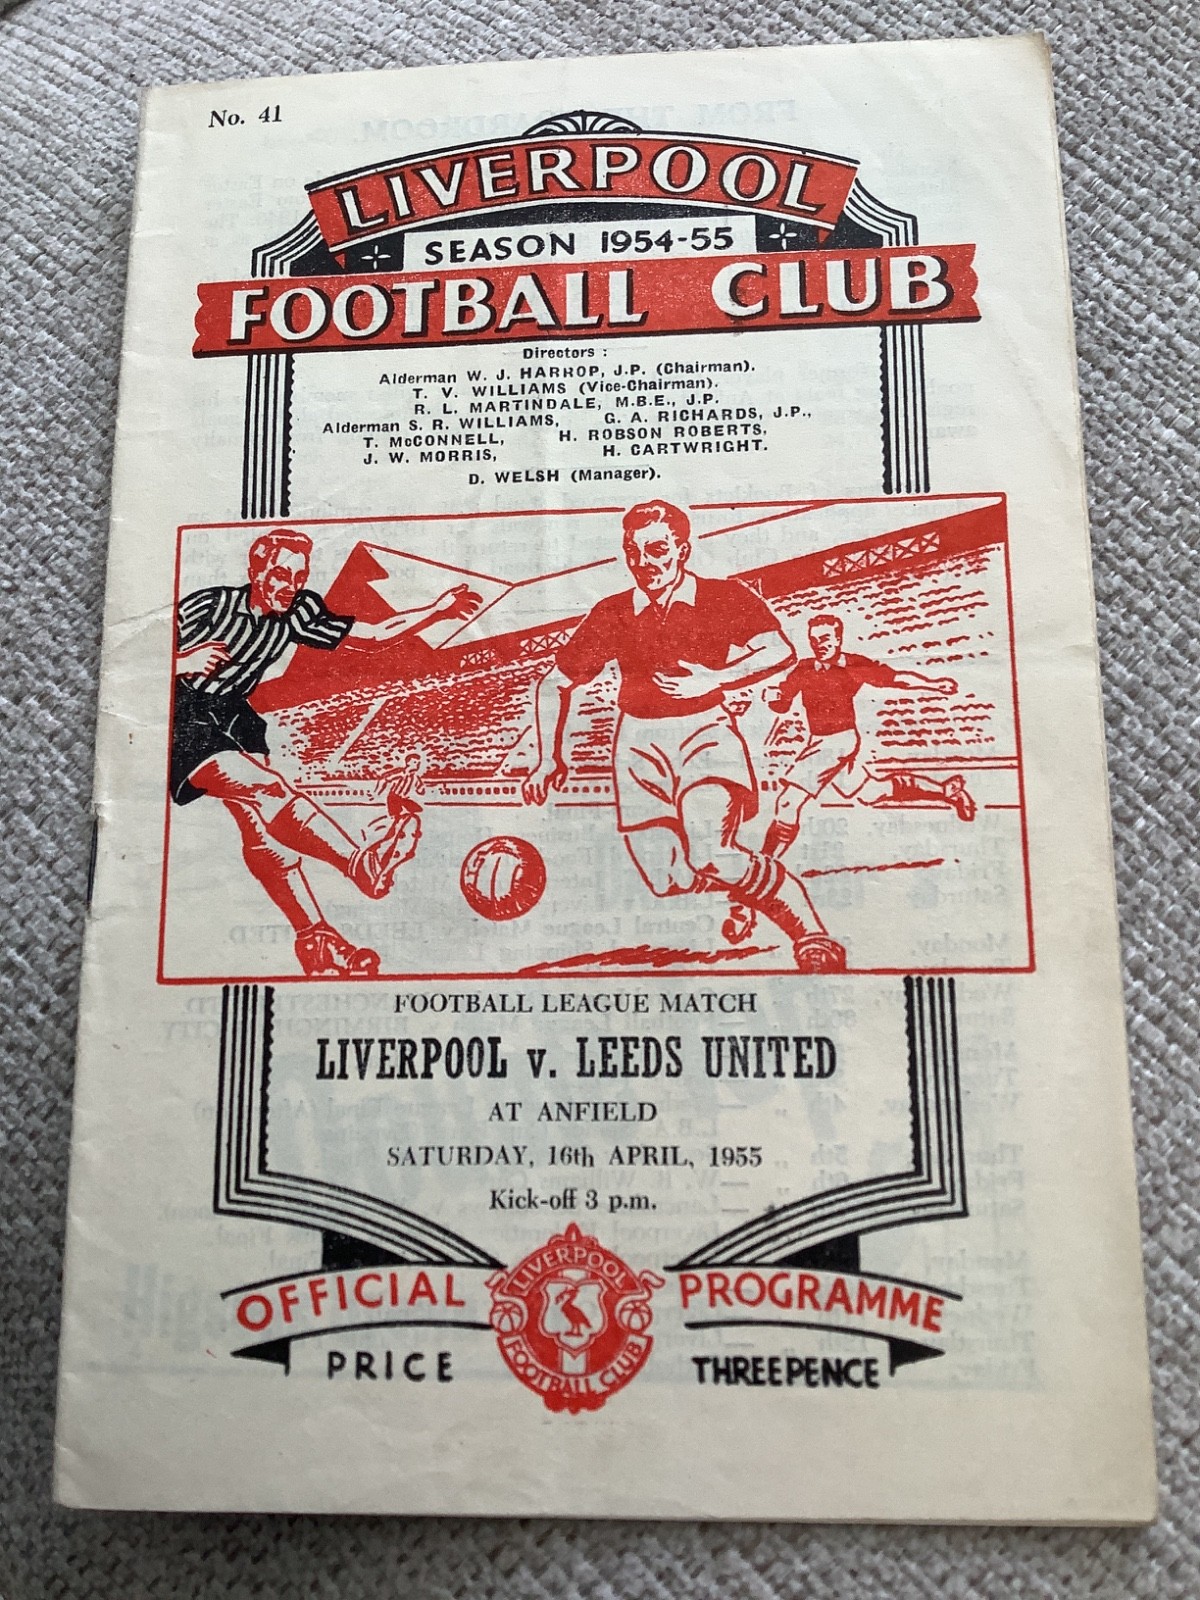 No. 41
LIVERPOOL
SEASON 1954-55
FOOTBALL CLUB
Directors :
Alderman W. J. HARROP, J.P. (Chairman).
T. V. WILLIAMS (Vice-Chairman).
R. L. MARTINDALE, M.B.E., J.P.
Alderman S. R. WILLIAMS, G. A. RICHARDS, J.P.,
T. McCONNELL, H. ROBSON ROBERTS,
J. W. MORRIS, H. CARTWRIGHT.
D. WELSH (Manager).
FOOTBALL LEAGUE MATCH
LIVERPOOL v. LEEDS UNITED
AT ANFIELD
SATURDAY, 16th APRIL, 1955
Kick-off 3 p.m.
OFFICIAL PROGRAMME
LIVERPOOL
FOOTBALL CLUB
PRICE THREEPENCE